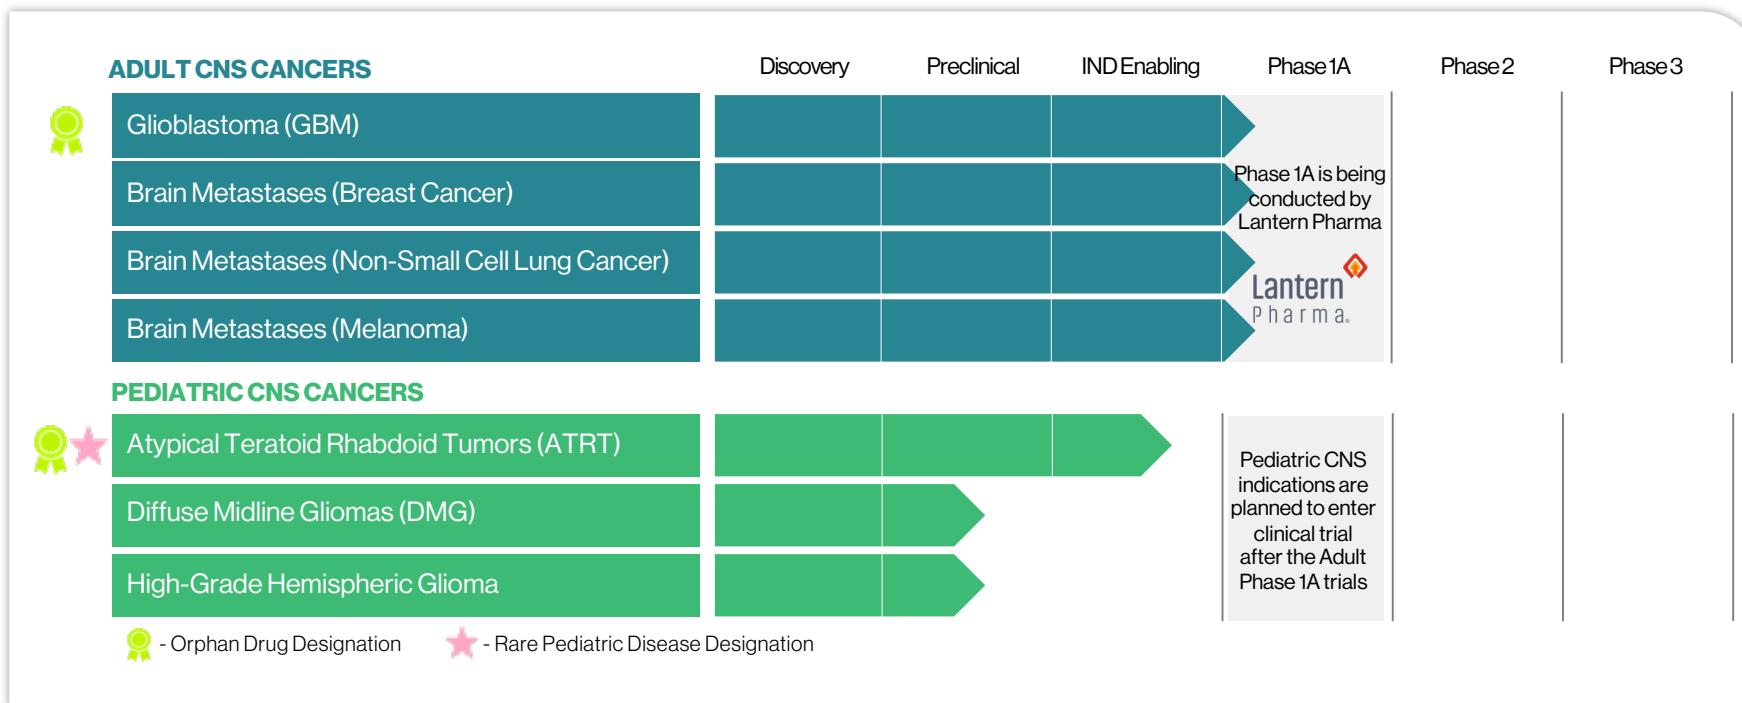 ADULT CNS CANCERS
Discovery
Preclinical
IND Enabling
Phase 1A
Phase 2
Phase 3
Glioblastoma (GBM)
Brain Metastases (Breast Cancer)
Brain Metastases (Non-Small Cell Lung Cancer)
Brain Metastases (Melanoma)
Phase 1A is being
conducted by
Lantern Pharma
Lantern
Pharma®
PEDIATRIC CNS CANCERS
Atypical Teratoid Rhabdoid Tumors (ATRT)
Diffuse Midline Gliomas (DMG)
High-Grade Hemispheric Glioma
Pediatric CNS
indications are
planned to enter
clinical trial
after the Adult
Phase 1A trials
- Orphan Drug Designation
- Rare Pediatric Disease Designation